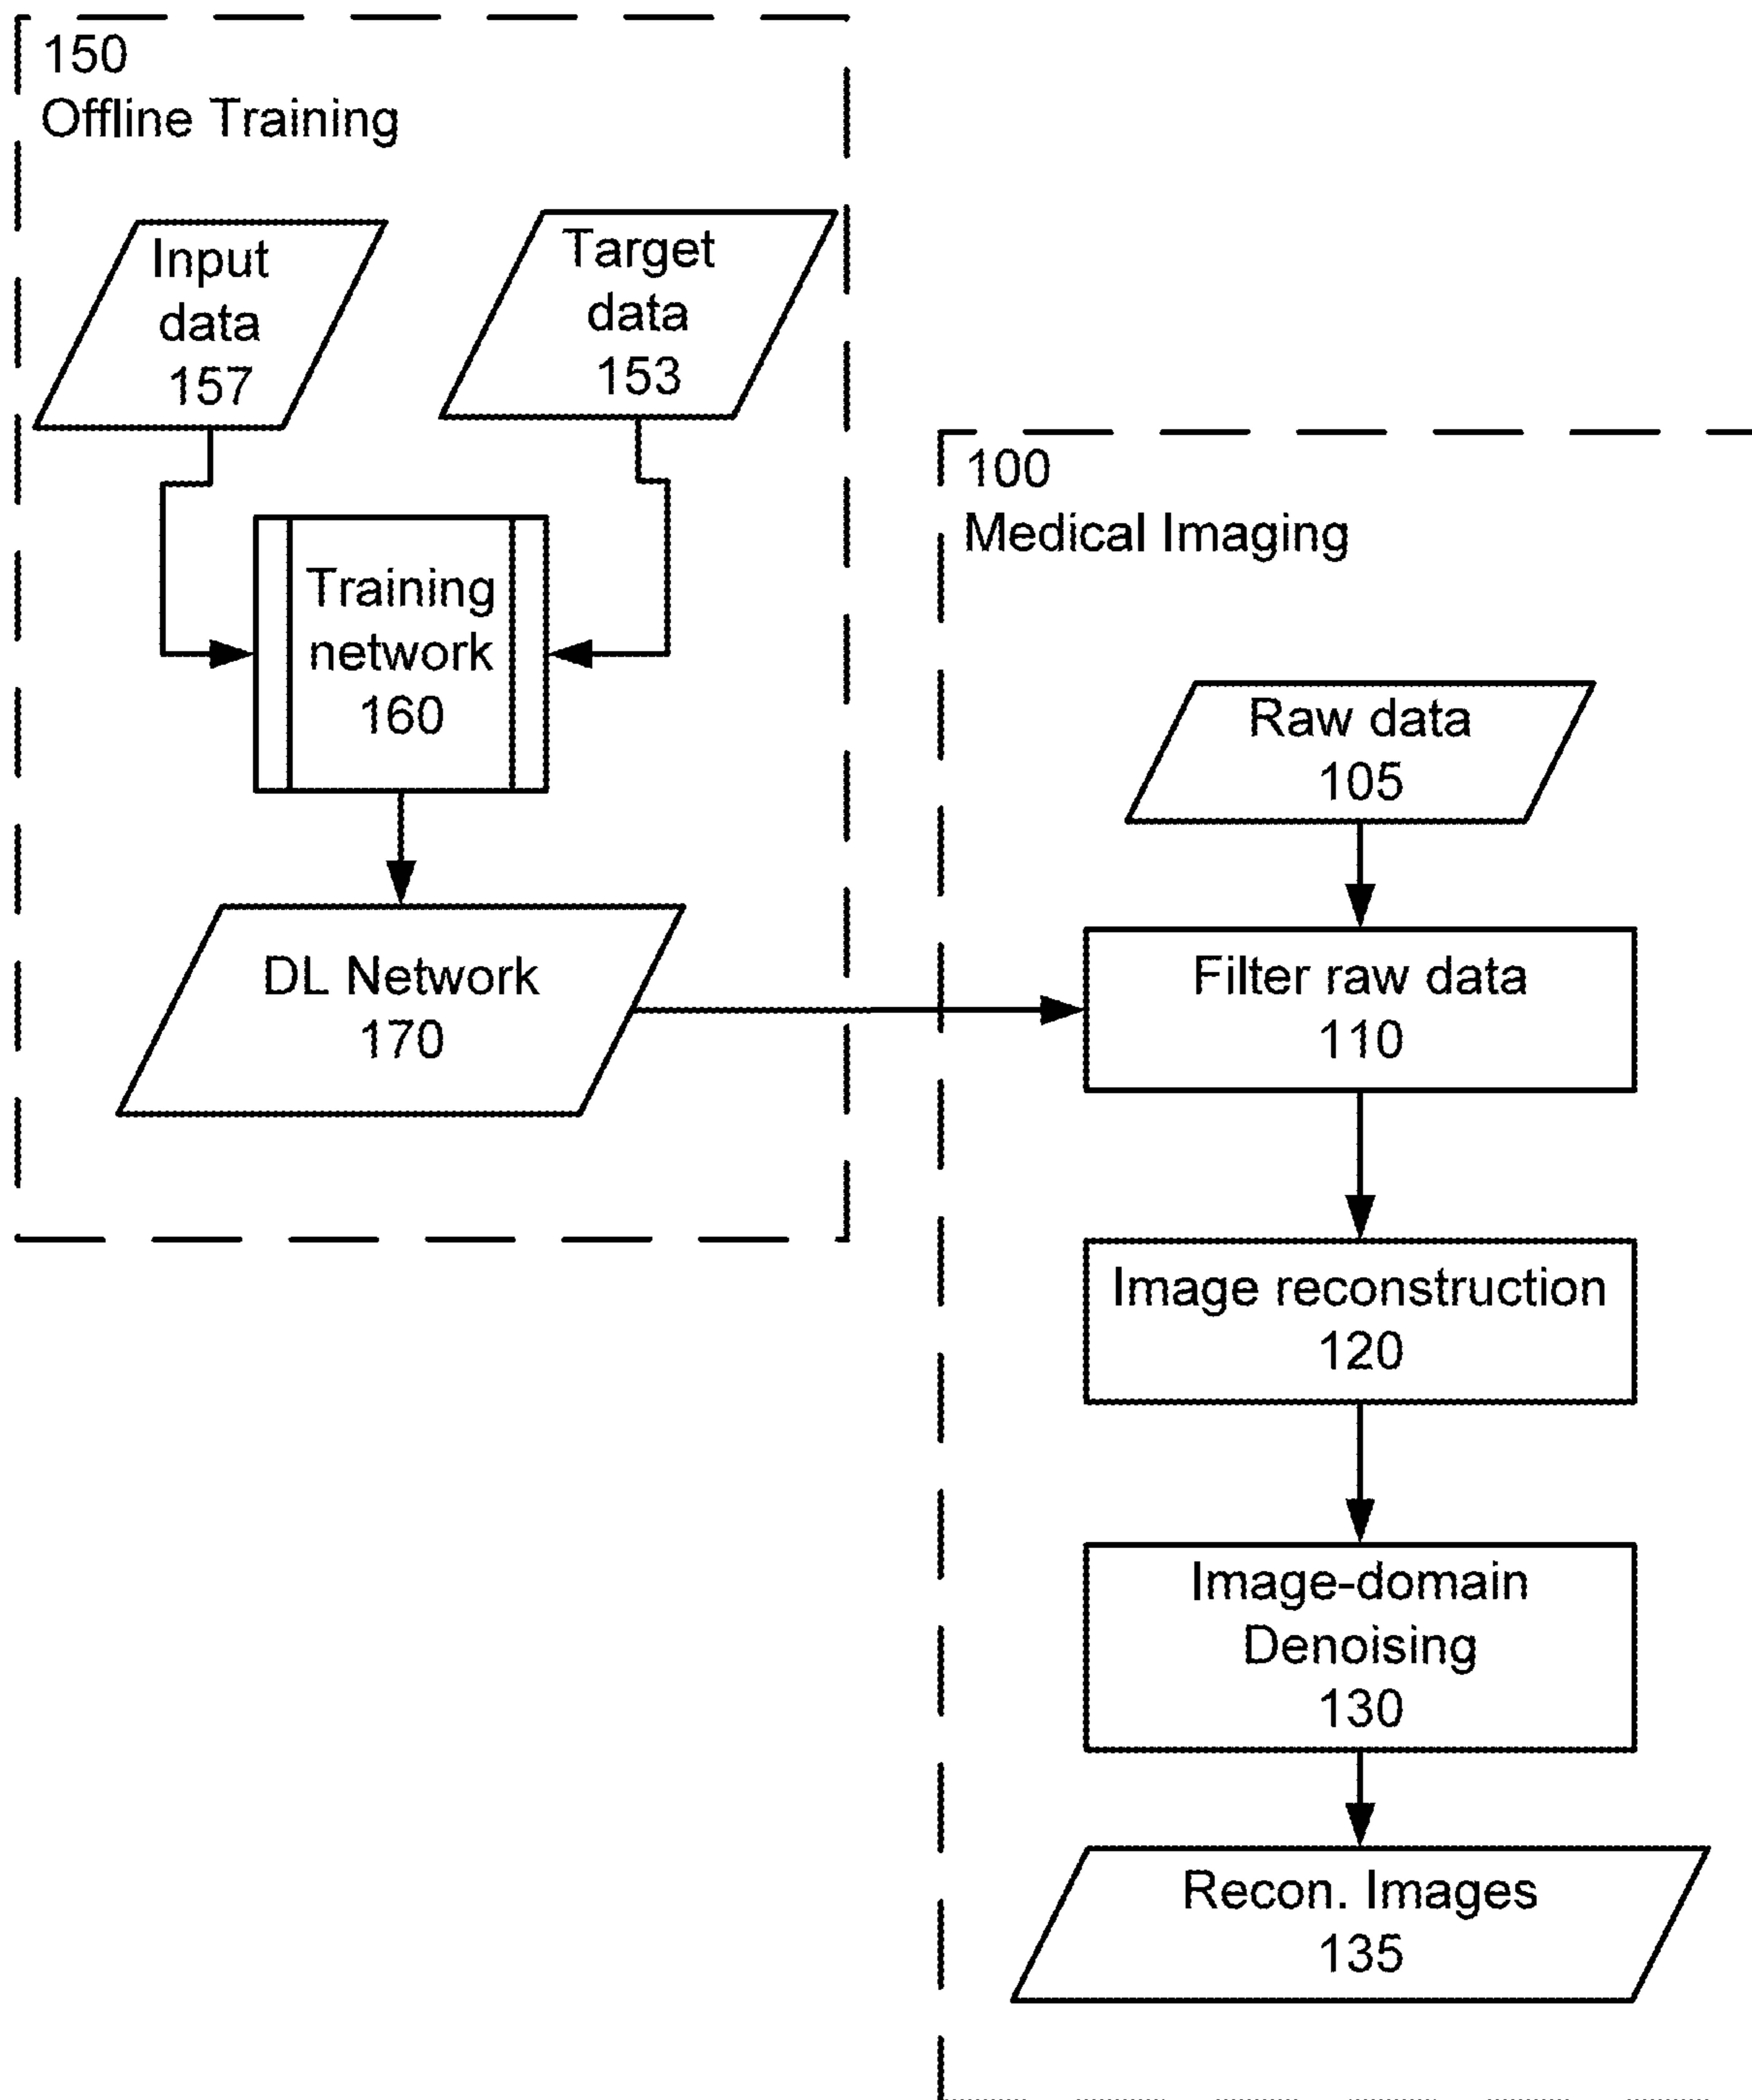 150
Offline Training
Input
data
157
Target
data
153
Training
network
160
DL Network
170
100
Medical Imaging
Raw data
105
Filter raw data
110
Image reconstruction
120
Image-domain
Denoising
130
Recon. Images
135